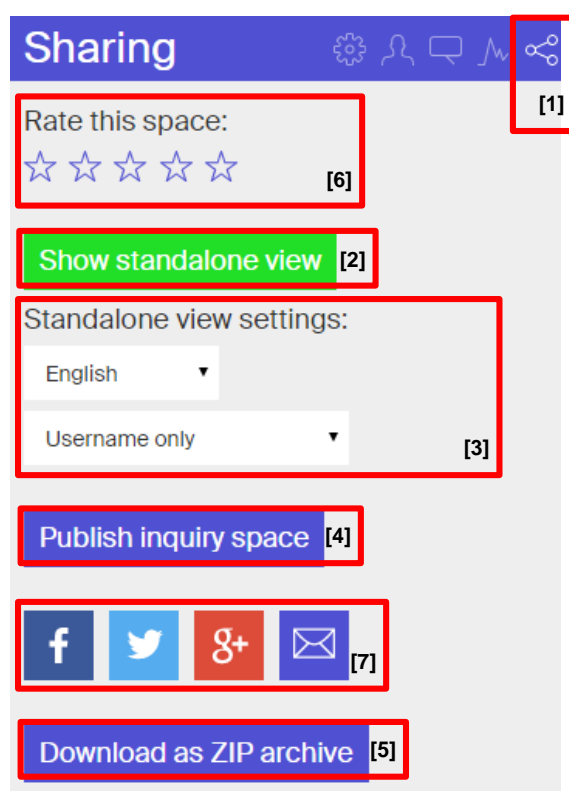 Sharing
[1]
Rate this space:
[6]
Show standalone view [2]
Standalone view settings:
English
Username only
[3]
Publish inquiry space [4]
f g+ [7]
Download as ZIP archive [5]